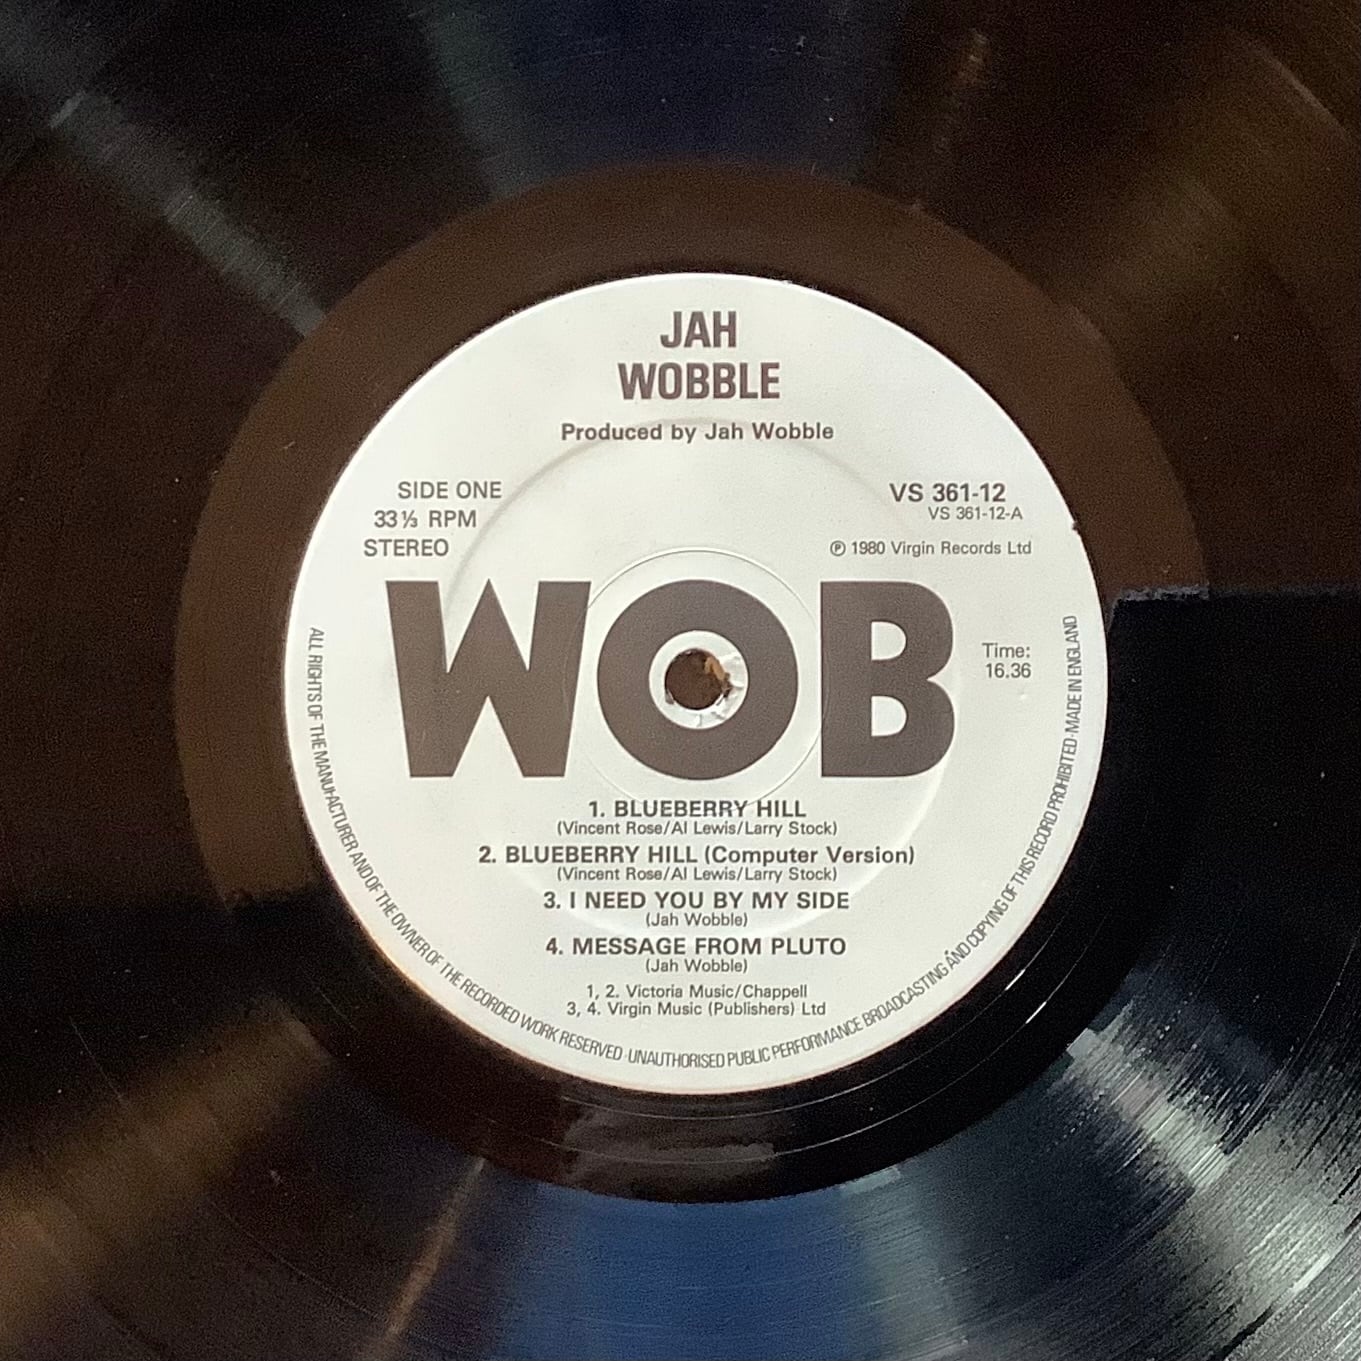 JAH
WOBBLE
Produced by Jah Wobble
SIDE ONE
33⅓ RPM
STEREO
VS 361-12
VS 361-12-A
℗ 1980 Virgin Records Ltd
WOB
Time:
16.36
1. BLUEBERRY HILL
(Vincent Rose/Al Lewis/Larry Stock)
2. BLUEBERRY HILL (Computer Version)
(Vincent Rose/Al Lewis/Larry Stock)
3. I NEED YOU BY MY SIDE
(Jah Wobble)
4. MESSAGE FROM PLUTO
(Jah Wobble)
1, 2. Victoria Music/Chappell
3, 4. Virgin Music (Publishers) Ltd
ALL RIGHTS OF THE MANUFACTURER AND OF THE OWNER OF THE RECORDED WORK RESERVED · UNAUTHORISED PUBLIC PERFORMANCE BROADCASTING AND COPYING OF THIS RECORD PROHIBITED · MADE IN ENGLAND